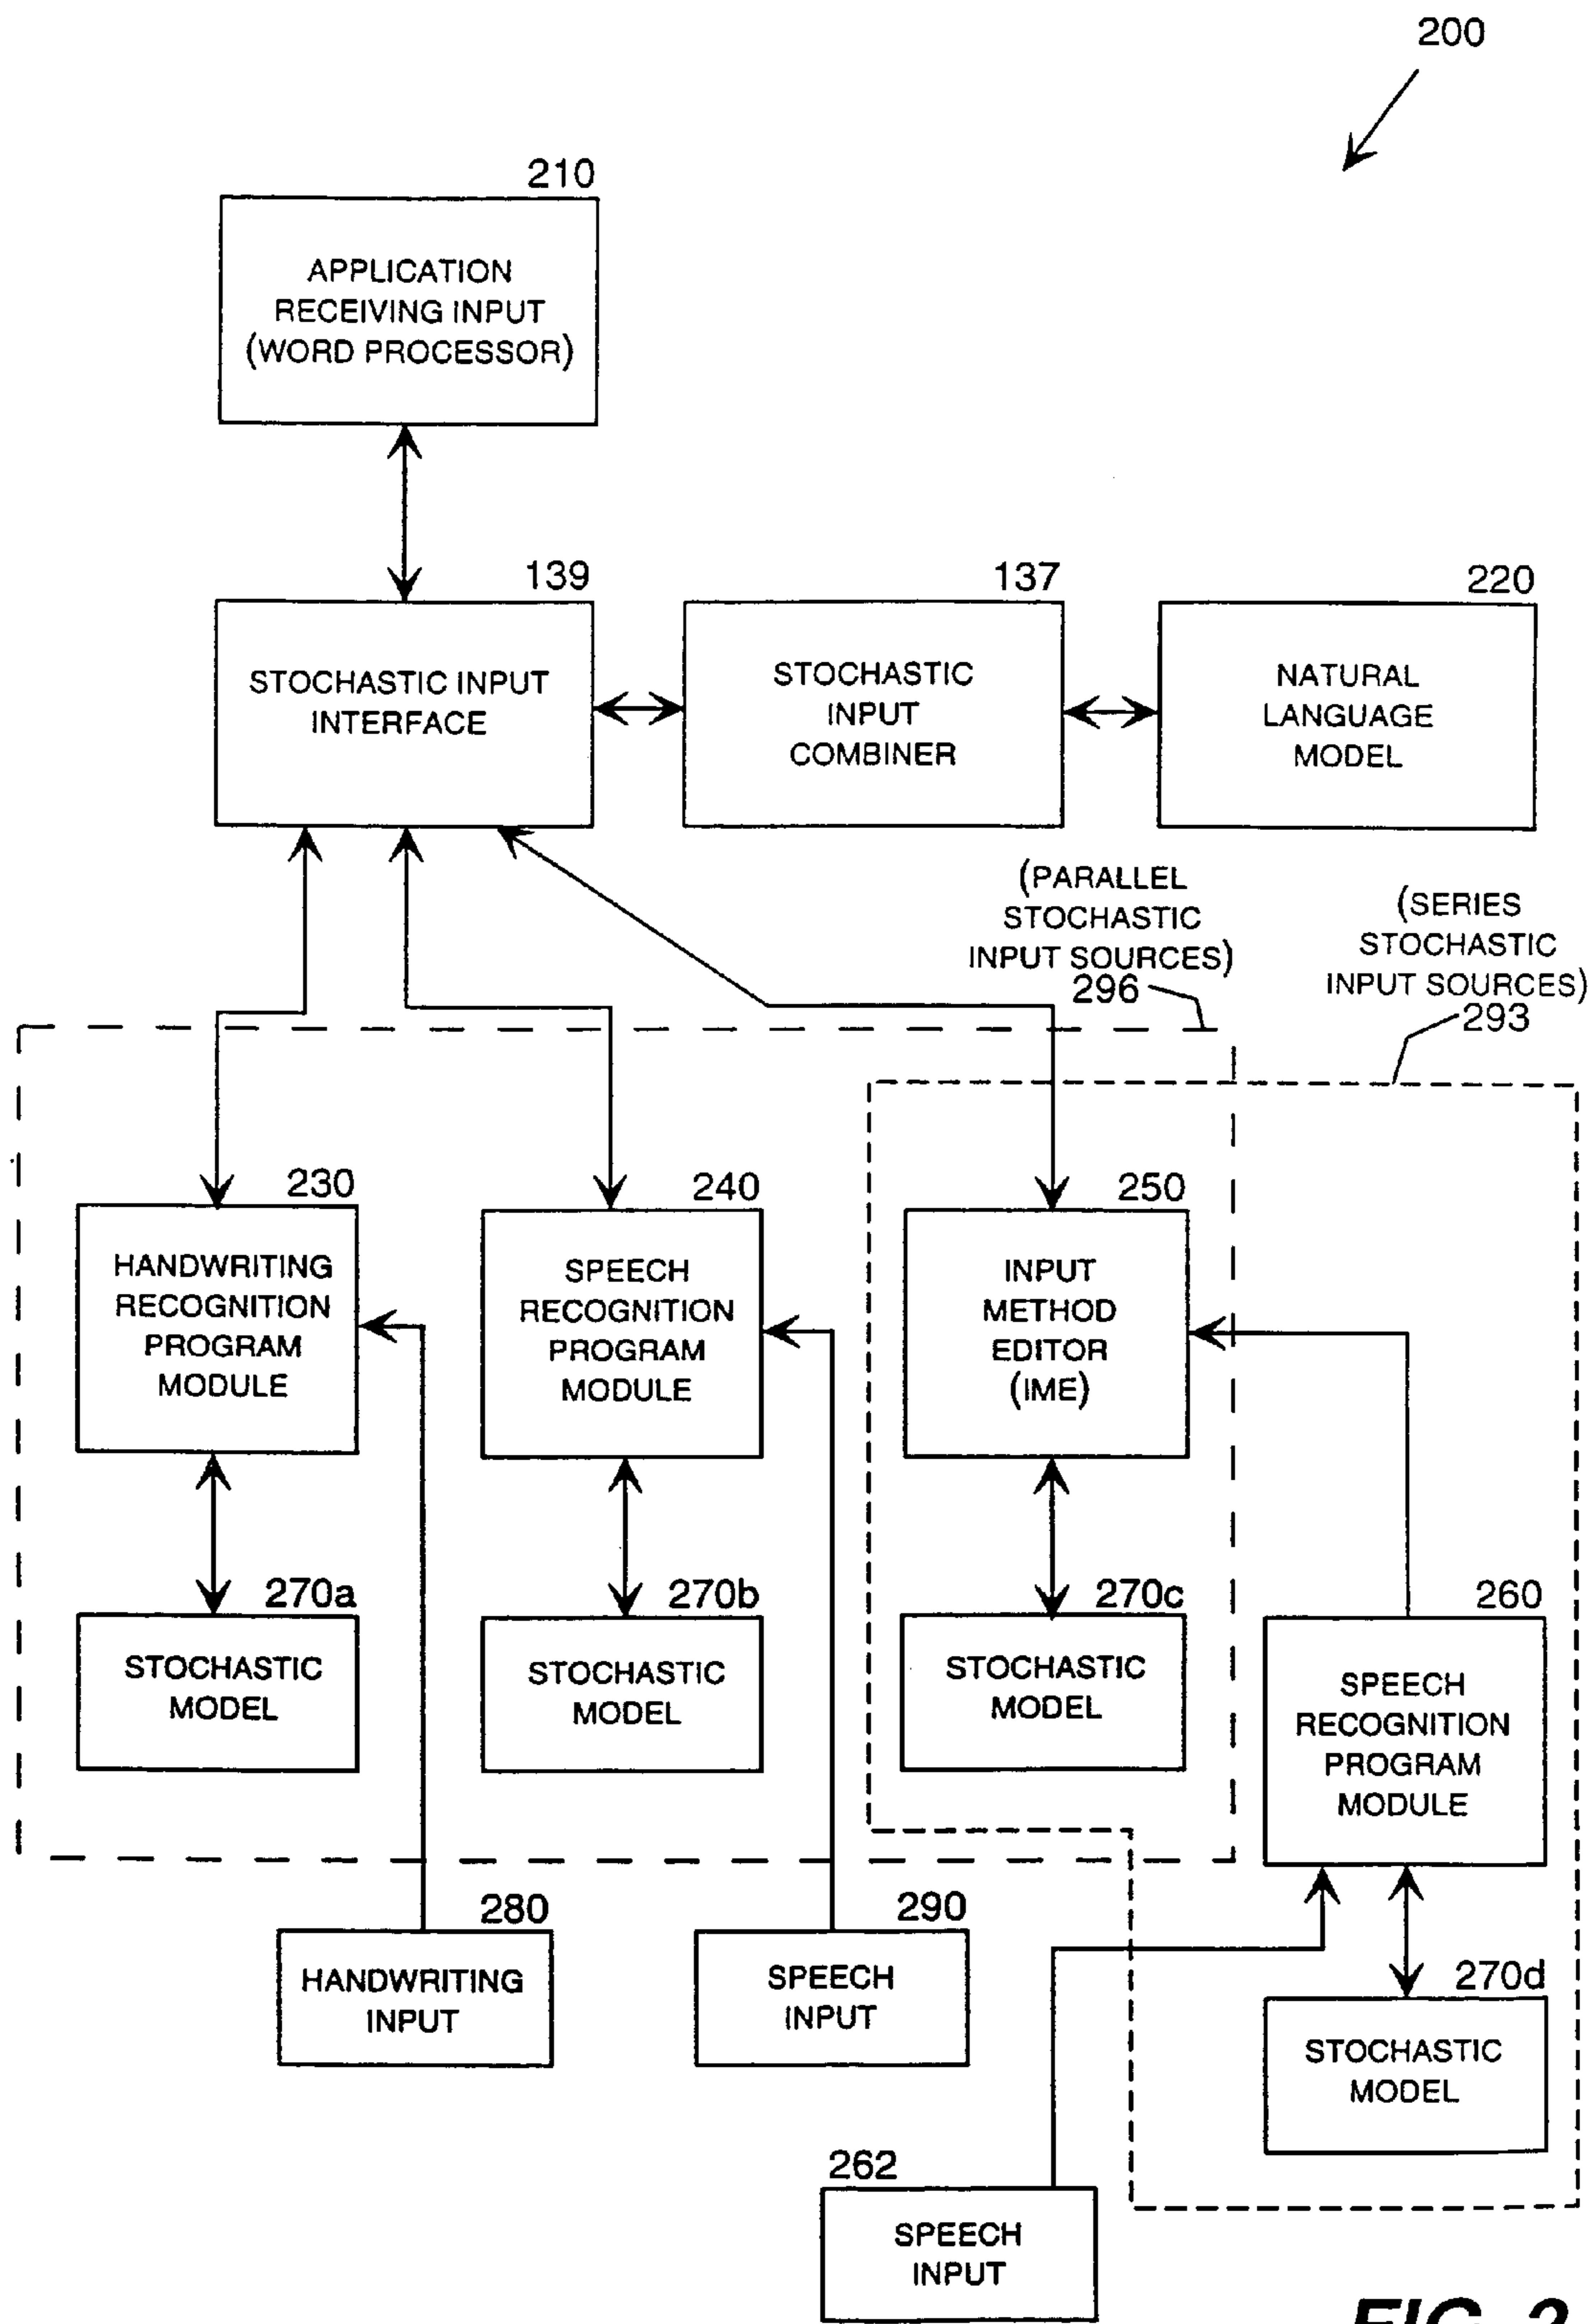 200
210
APPLICATION
RECEIVING INPUT
(WORD PROCESSOR)
139
STOCHASTIC INPUT
INTERFACE
137
STOCHASTIC
INPUT
COMBINER
220
NATURAL
LANGUAGE
MODEL
(PARALLEL
STOCHASTIC
INPUT SOURCES)
296
(SERIES
STOCHASTIC
INPUT SOURCES)
293
230
HANDWRITING
RECOGNITION
PROGRAM
MODULE
240
SPEECH
RECOGNITION
PROGRAM
MODULE
250
INPUT
METHOD
EDITOR
(IME)
270a
STOCHASTIC
MODEL
270b
STOCHASTIC
MODEL
270c
STOCHASTIC
MODEL
260
SPEECH
RECOGNITION
PROGRAM
MODULE
280
HANDWRITING
INPUT
290
SPEECH
INPUT
270d
STOCHASTIC
MODEL
262
SPEECH
INPUT
FIG. 2